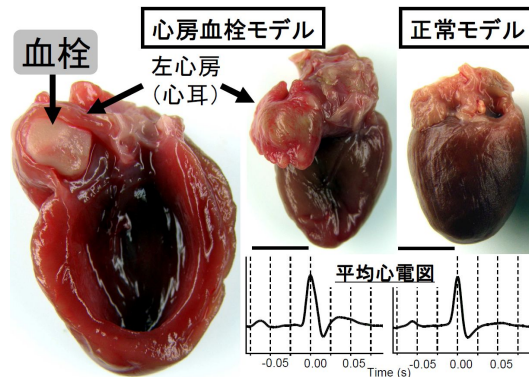 心房血栓モデル
正常モデル
血栓
左心房
（心耳）
平均心電図
-0.05 0.00 0.05
-0.05 0.00 0.05
Time (s)